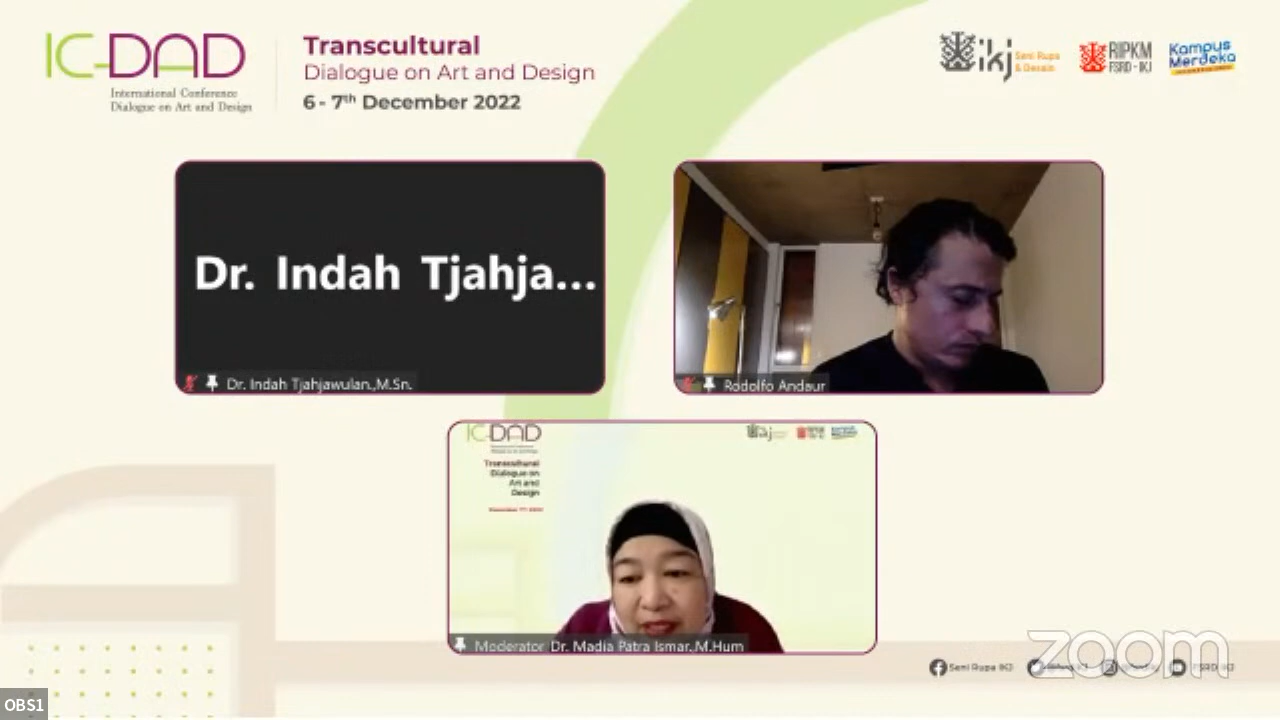 IC-DAD
International Conference
Dialogue on Art and Design
Transcultural
Dialogue on Art and Design
6 - 7th December 2022
ikj Seni Rupa
& Desain
RIPKM
FSRD - IKJ
Kampus
Merdeka
Dr. Indah Tjahja...
Dr. Indah Tjahjawulan.,M.Sn.
Rodolfo Andaur
IC-DAD
Transcultural
Dialogue on
Art and
Design
Moderator Dr. Madia Patra Ismar.,M.Hum
zoom
Seni Rupa IKJ
FSRD IKJ
OBS1